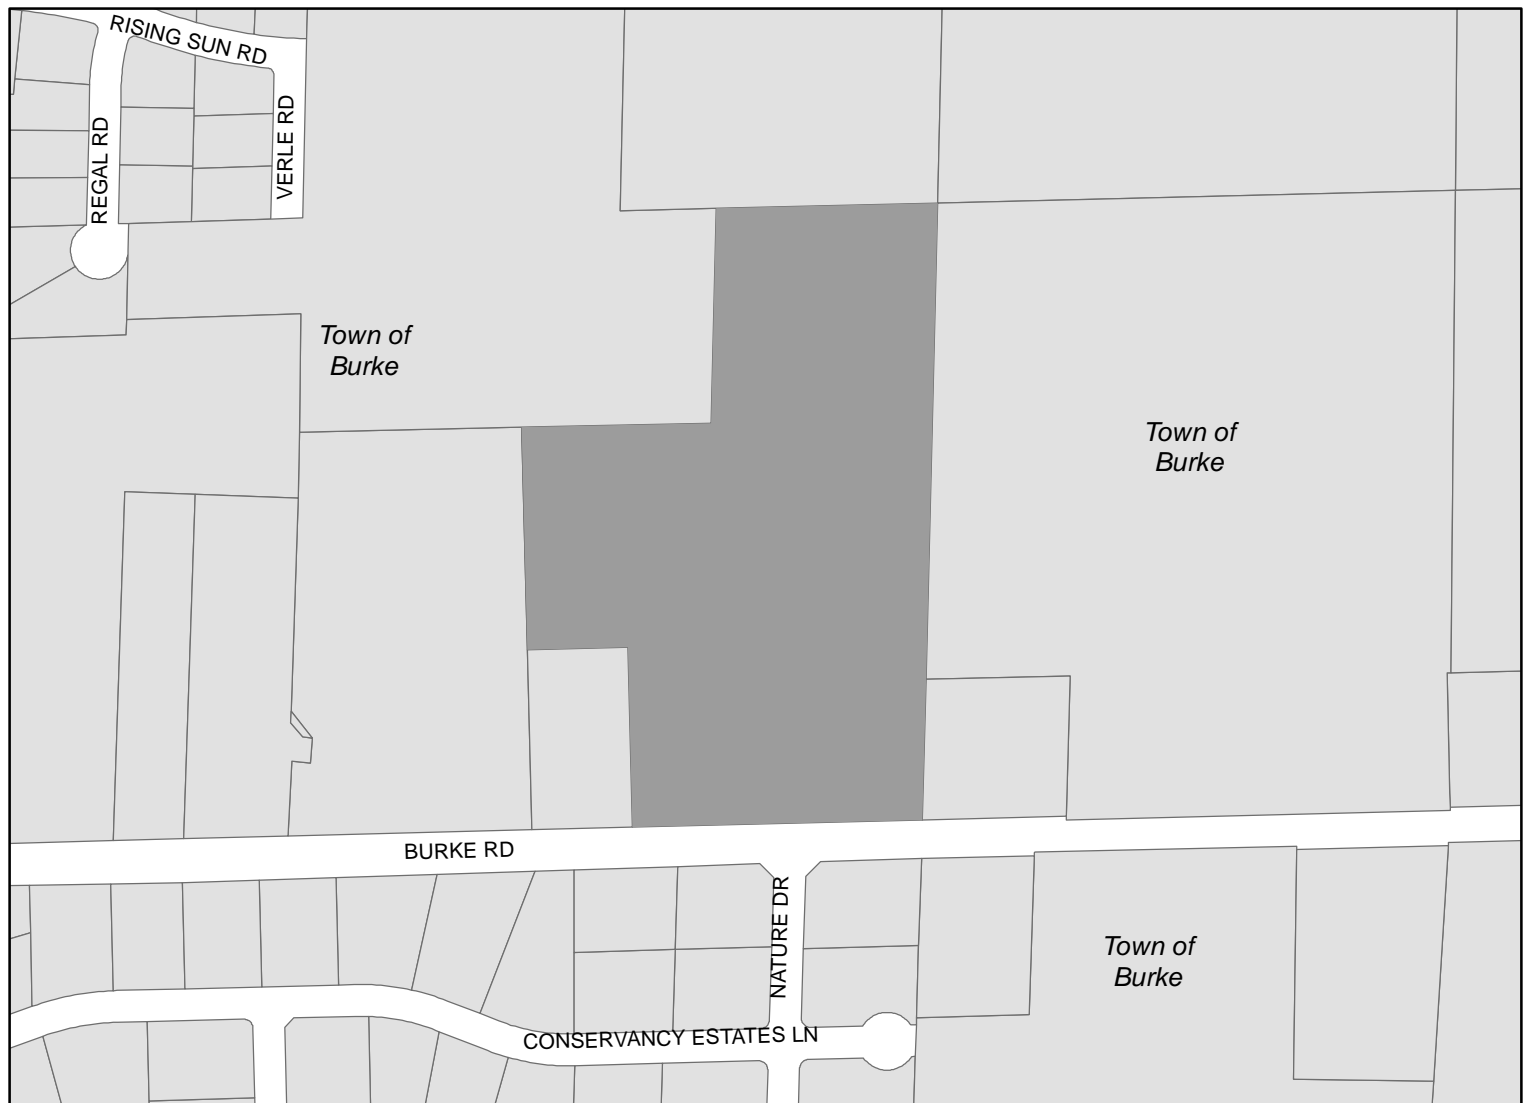 RISING SUN RD
REGAL RD
VERLE RD
Town of
Burke
Town of
Burke
BURKE RD
NATURE DR
Town of
Burke
CONSERVANCY ESTATES LN